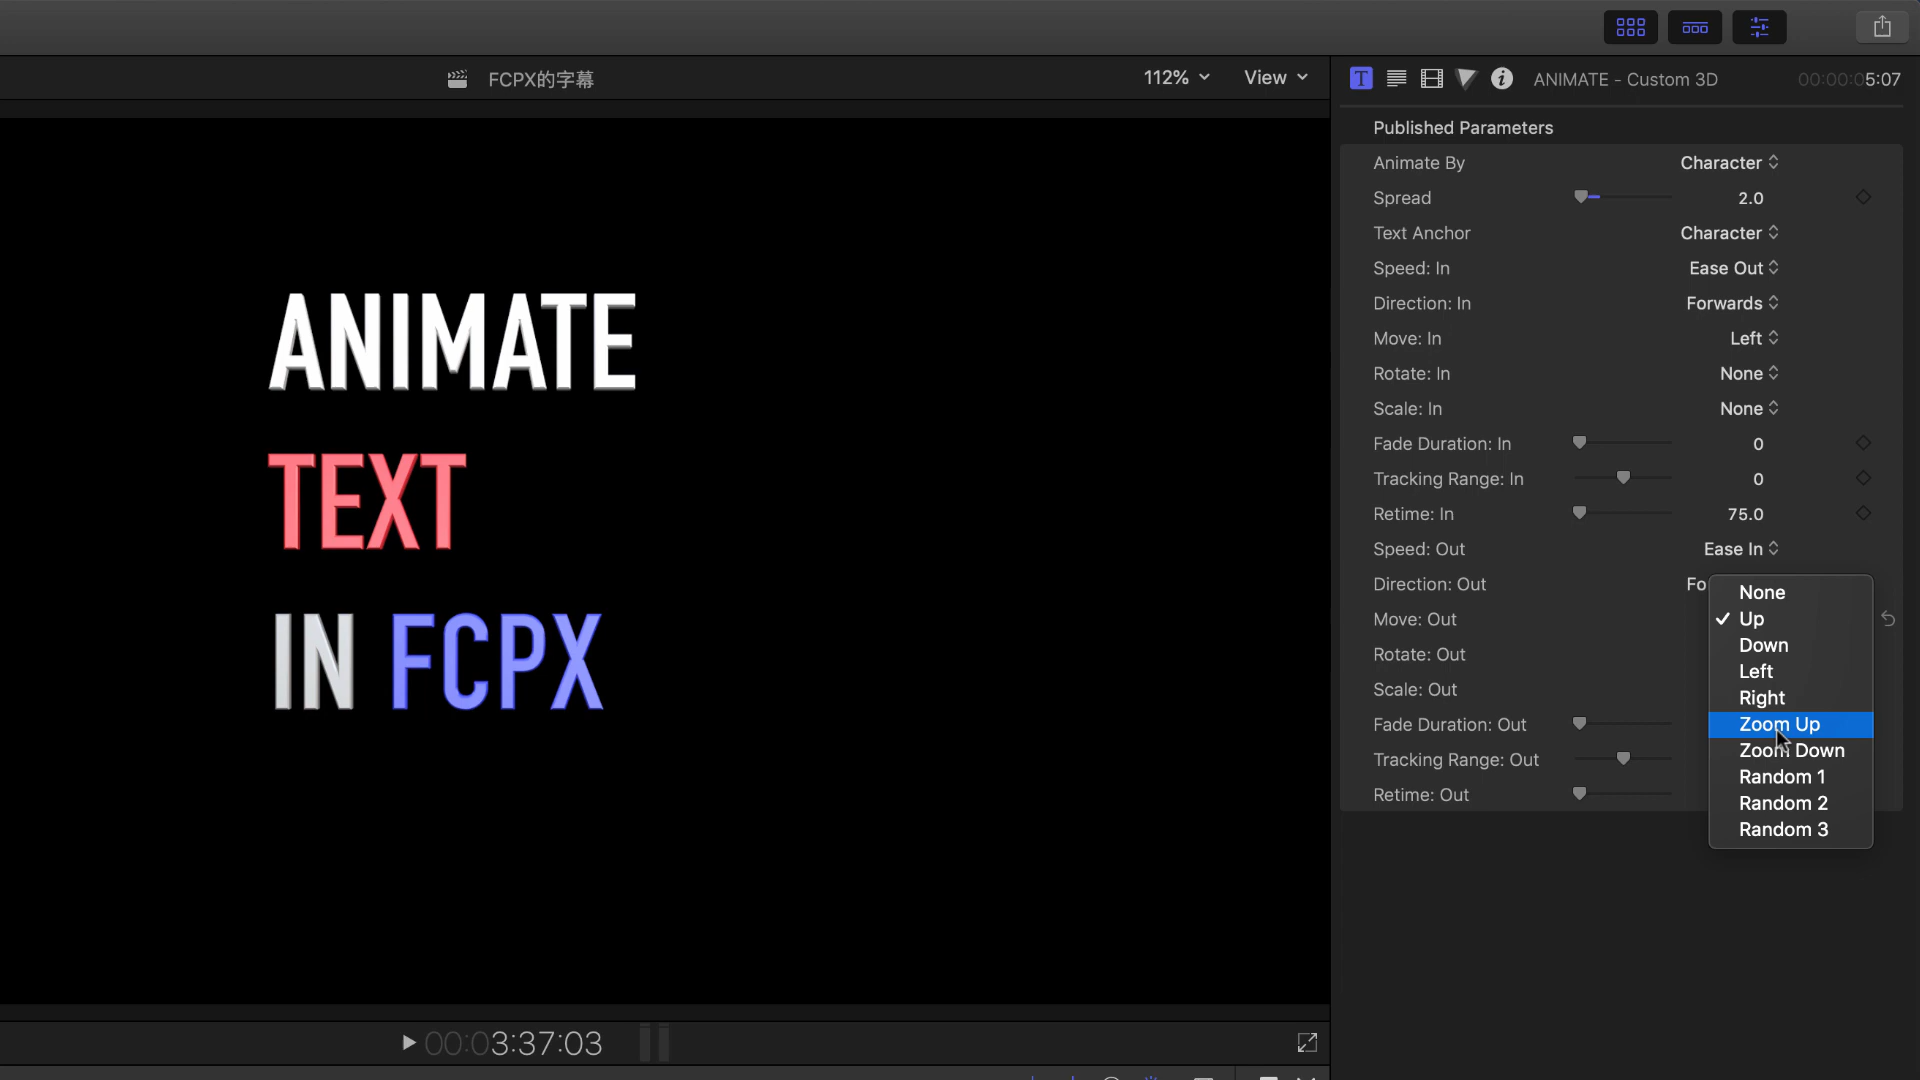 FCPX的字幕
112%
View
T
i
ANIMATE - Custom 3D
00:00:05:07
Published Parameters
Animate By
Character
Spread
2.0
Text Anchor
Character
Speed: In
Ease Out
Direction: In
Forwards
Move: In
Left
Rotate: In
None
Scale: In
None
Fade Duration: In
0
Tracking Range: In
0
Retime: In
75.0
Speed: Out
Ease In
Direction: Out
Fo
Move: Out
Rotate: Out
Scale: Out
Fade Duration: Out
Tracking Range: Out
Retime: Out
None
Up
Down
Left
Right
Zoom Up
Zoom Down
Random 1
Random 2
Random 3
ANIMATE
TEXT
IN FCPX
00:03:37:03